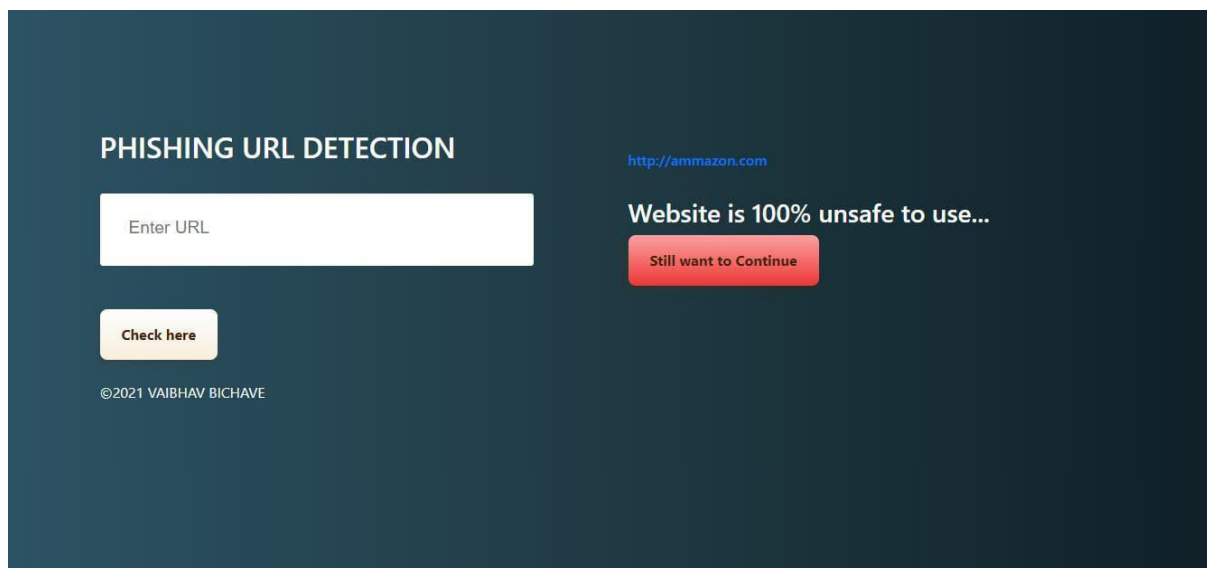 PHISHING URL DETECTION
Enter URL
Check here
©2021 VAIBHAV BICHAVE
http://ammazon.com
Website is 100% unsafe to use...
Still want to Continue